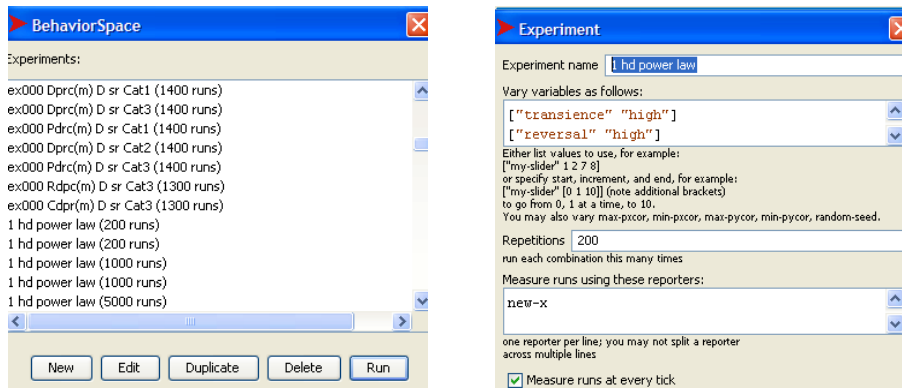 BehaviorSpace
Experiments:
ex000 Dprc(m) D sr Cat1 (1400 runs)
ex000 Dprc(m) D sr Cat3 (1400 runs)
ex000 Pdrc(m) D sr Cat1 (1400 runs)
ex000 Dprc(m) D sr Cat2 (1400 runs)
ex000 Pdrc(m) D sr Cat3 (1400 runs)
ex000 Rdpc(m) D sr Cat3 (1300 runs)
ex000 Cdpr(m) D sr Cat3 (1300 runs)
1 hd power law (200 runs)
1 hd power law (200 runs)
1 hd power law (1000 runs)
1 hd power law (1000 runs)
1 hd power law (5000 runs)
New Edit Duplicate Delete Run
Experiment
Experiment name 1 hd power law
Vary variables as follows:
["transience" "high"]
["reversal" "high"]
Either list values to use, for example:
["my-slider" 1 2 7 8]
or specify start, increment, and end, for example:
["my-slider" [0 1 10]] (note additional brackets)
to go from 0, 1 at a time, to 10.
You may also vary max-pxcor, min-pxcor, max-pycor, min-pycor, random-seed.
Repetitions 200
run each combination this many times
Measure runs using these reporters:
new-x
one reporter per line; you may not split a reporter
across multiple lines
Measure runs at every tick